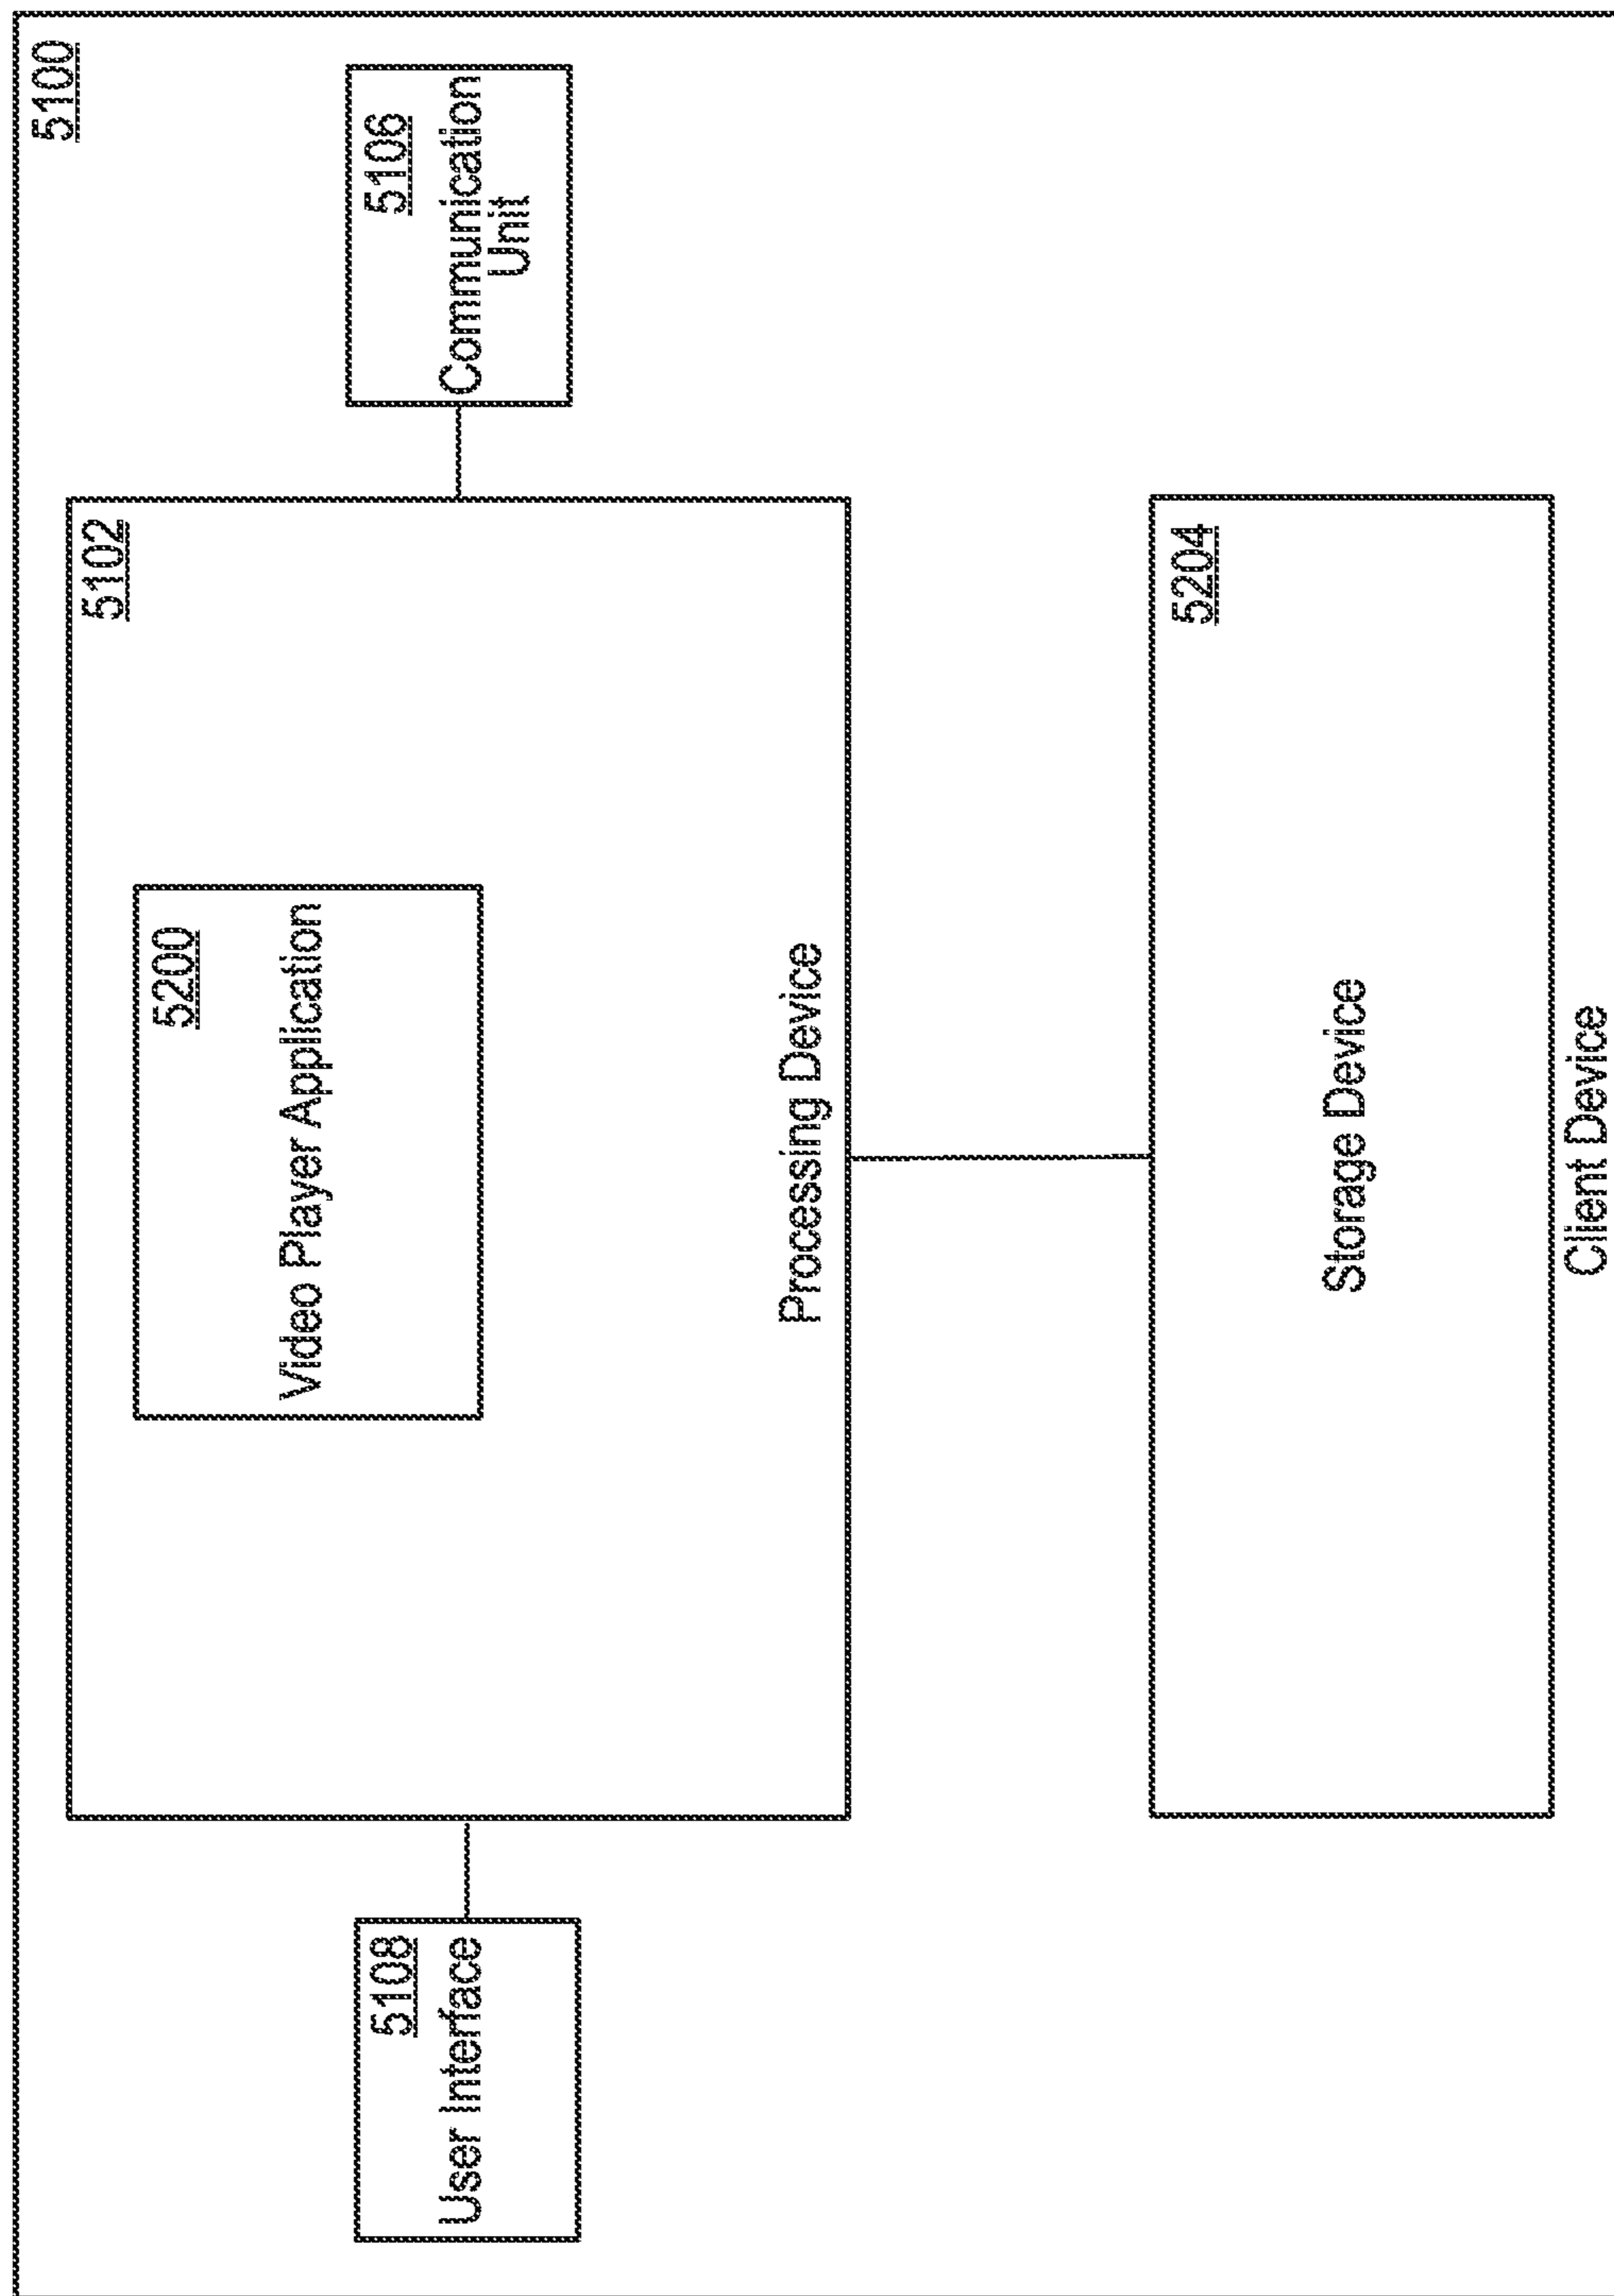 5100
5108
User Interface
5102
5200
Video Player Application
Processing Device
5106
Communication
Unit
5204
Storage Device
Client Device